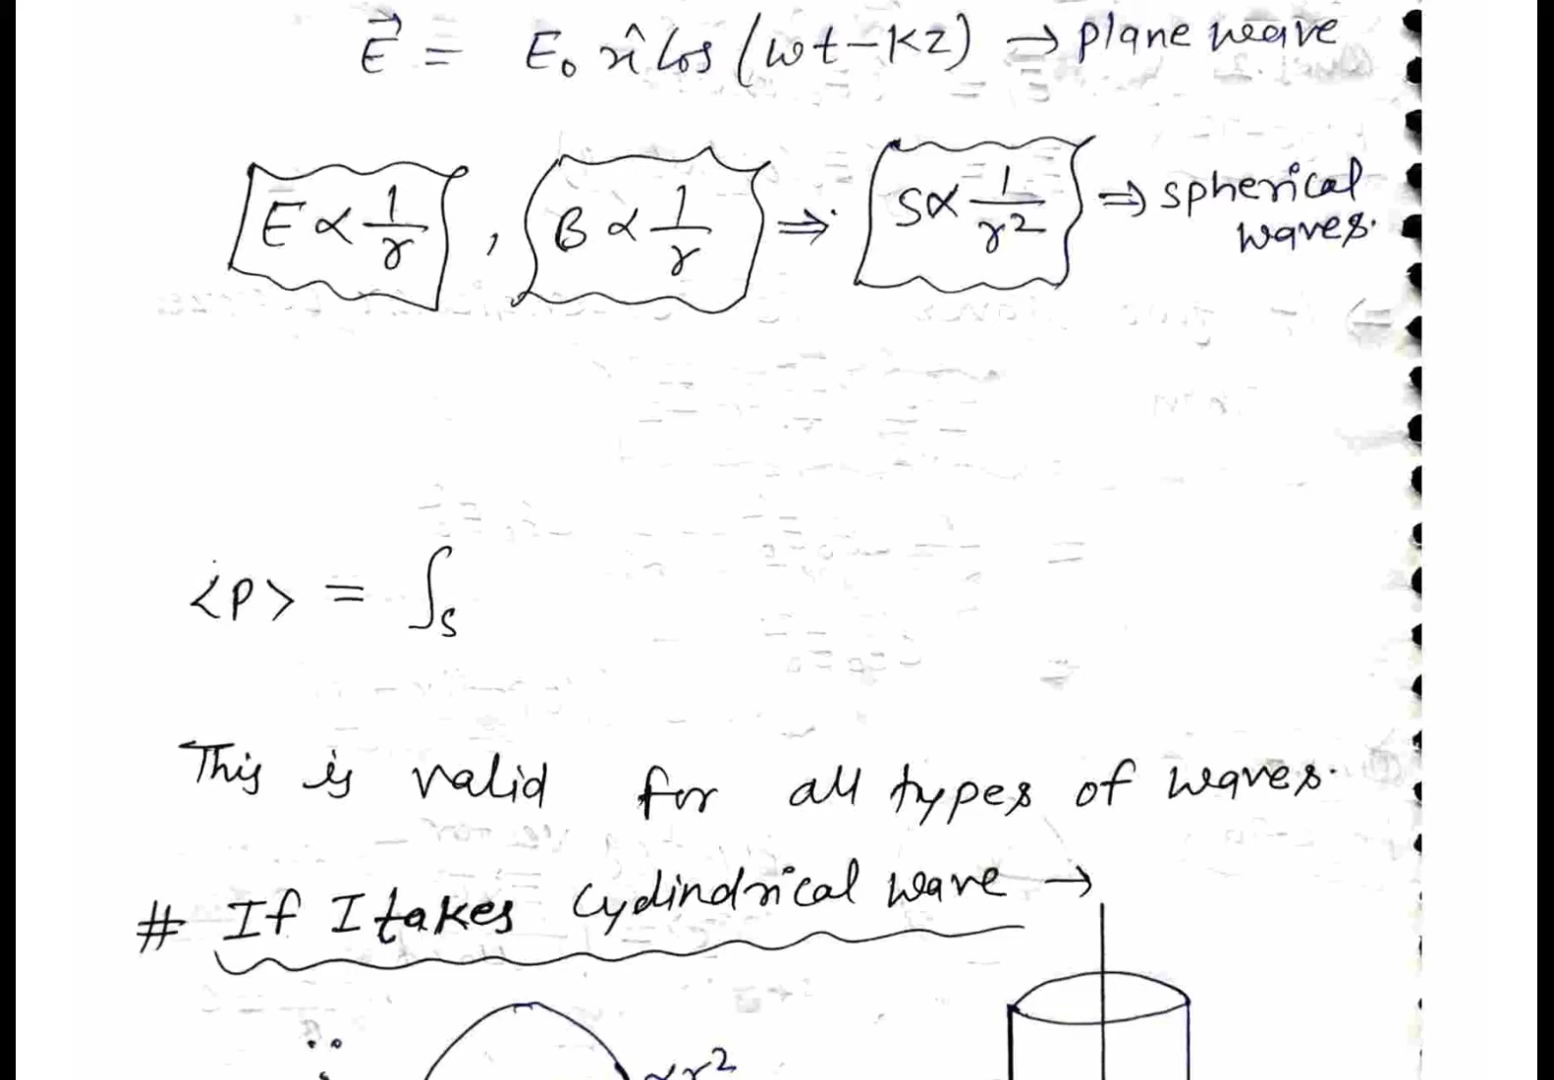 E⃗ = E₀ x̂ Cos (ωt-kz) → plane wave
E ∝ 1/r , B ∝ 1/r ⇒ S ∝ 1/r² ⇒ spherical
waves.
<P> = ∫s
This is valid for all types of waves.
# If I takes cylindrical wave →
∝r²